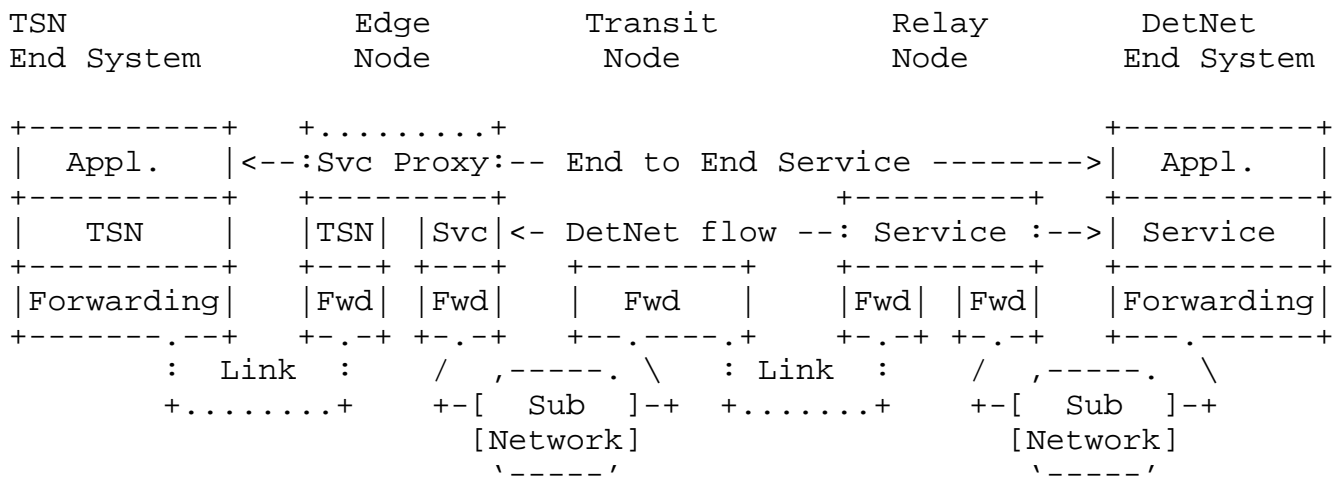 TSN                  Edge          Transit         Relay        DetNet
End System           Node            Node          Node      End System

+----------+   +.........+                                  +----------+
|  Appl.   |<--:Svc Proxy:-- End to End Service -------->|  Appl.   |
+----------+   +---------+                   +---------+   +----------+
|   TSN    |   |TSN| |Svc|<- DetNet flow --: Service :-->| Service  |
+----------+   +---+ +---+   +--------+    +---------+   +----------+
|Forwarding|   |Fwd| |Fwd|   |  Fwd   |    |Fwd| |Fwd|   |Forwarding|
+-------.--+   +-.-+ +-.-+   +--.----.+    +-.-+ +-.-+   +---.------+
        :  Link  :    /  ,-----. \   : Link  :    /  ,-----.  \
        +........+    +-[  Sub  ]-+  +.......+    +-[  Sub  ]-+
                        [Network]                   [Network]
                         `-----'                     `-----'